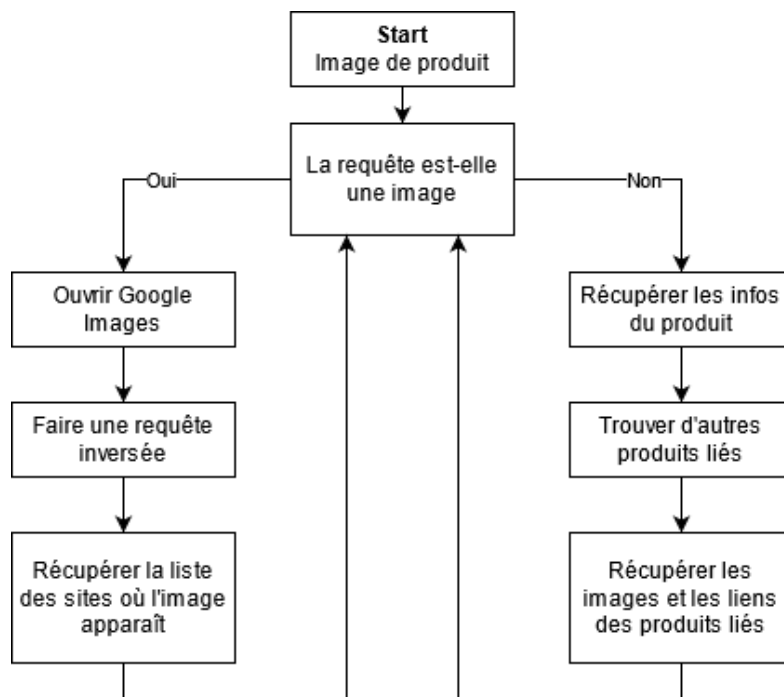 Start
Image de produit
La requête est-elle
une image
Oui
Non
Ouvrir Google
Images
Récupérer les infos
du produit
Faire une requête
inversée
Trouver d'autres
produits liés
Récupérer la liste
des sites où l'image
apparaît
Récupérer les
images et les liens
des produits liés